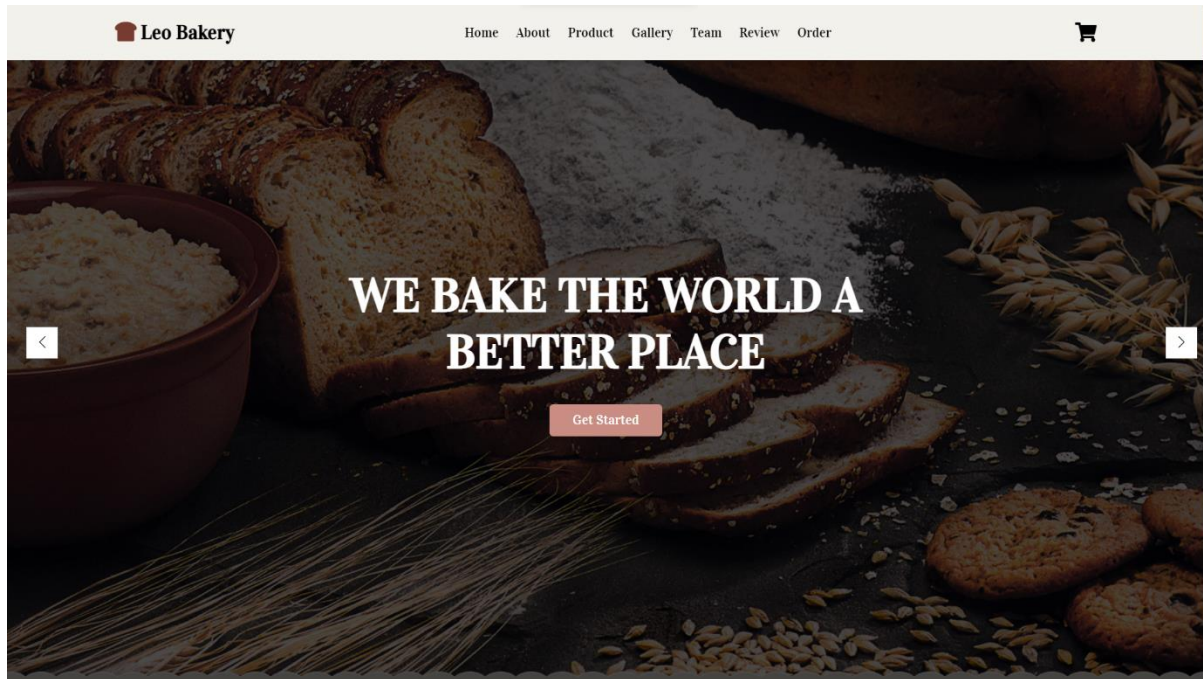 Leo Bakery
Home About Product Gallery Team Review Order
WE BAKE THE WORLD A
BETTER PLACE
Get Started